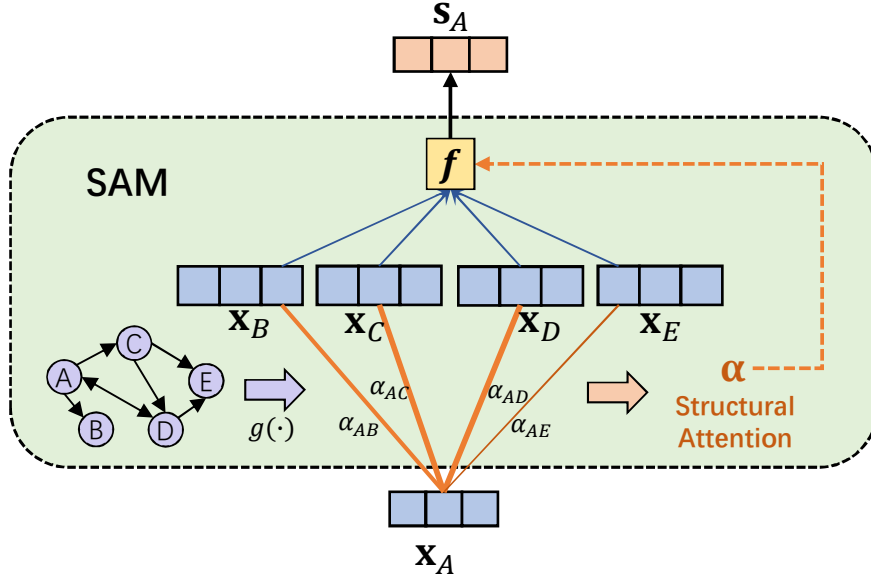 𝐬_A
SAM
𝒇
𝐱_B
𝐱_C
𝐱_D
𝐱_E
A
C
E
B
D
g(·)
α_AB
α_AC
α_AD
α_AE
𝛂
Structural
Attention
𝐱_A